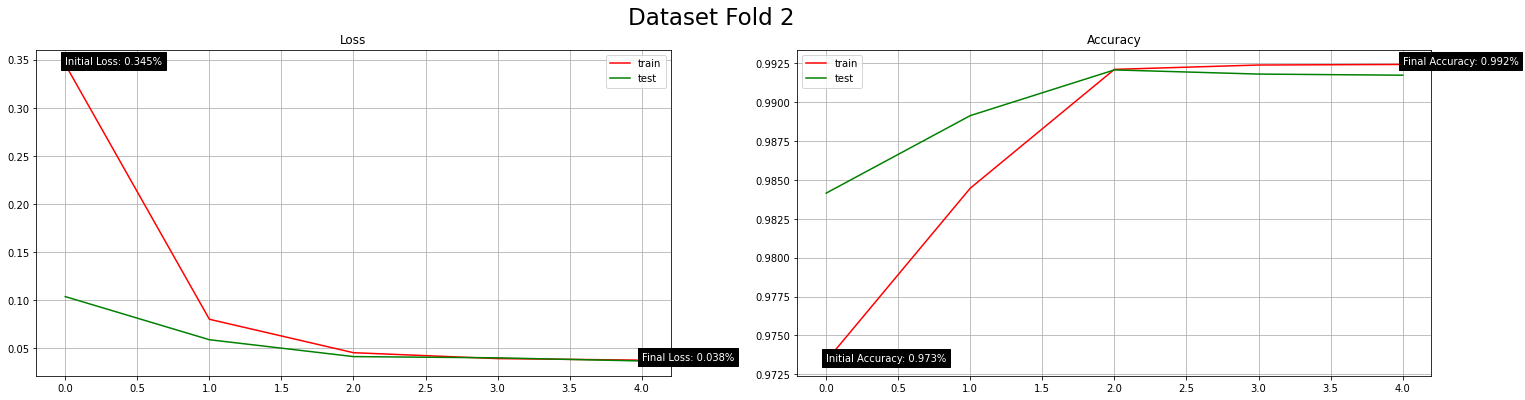 Dataset Fold 2
Loss
Initial Loss: 0.345%
train
test
Final Loss: 0.038%
0.35
0.30
0.25
0.20
0.15
0.10
0.05
0.0 0.5 1.0 1.5 2.0 2.5 3.0 3.5 4.0
Accuracy
train
test
Final Accuracy: 0.992%
Initial Accuracy: 0.973%
0.9925
0.9900
0.9875
0.9850
0.9825
0.9800
0.9775
0.9750
0.9725
0.0 0.5 1.0 1.5 2.0 2.5 3.0 3.5 4.0